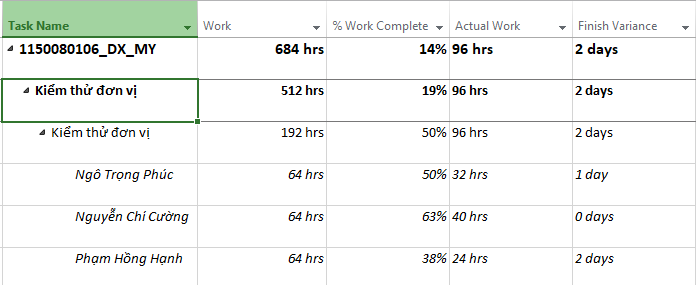 Task Name Work % Work Complete Actual Work Finish Variance
1150080106_DX_MY 684 hrs 14% 96 hrs 2 days
Kiểm thử đơn vị 512 hrs 19% 96 hrs 2 days
Kiểm thử đơn vị 192 hrs 50% 96 hrs 2 days
Ngô Trọng Phúc 64 hrs 50% 32 hrs 1 day
Nguyễn Chí Cường 64 hrs 63% 40 hrs 0 days
Phạm Hồng Hạnh 64 hrs 38% 24 hrs 2 days